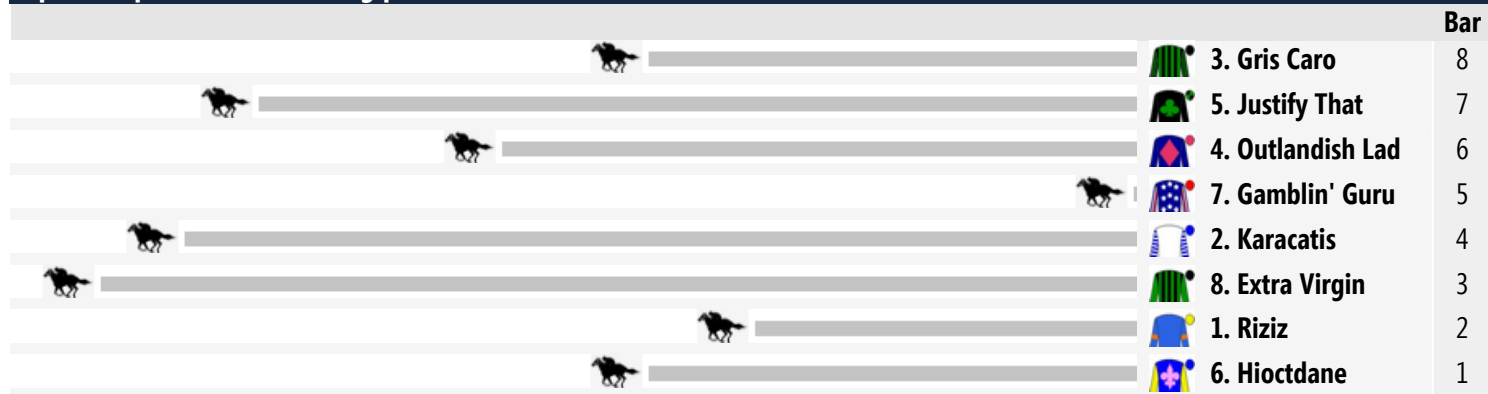 Bar
3. Gris Caro 8
5. Justify That 7
4. Outlandish Lad 6
7. Gamblin' Guru 5
2. Karacatis 4
8. Extra Virgin 3
1. Riziz 2
6. Hioctdane 1